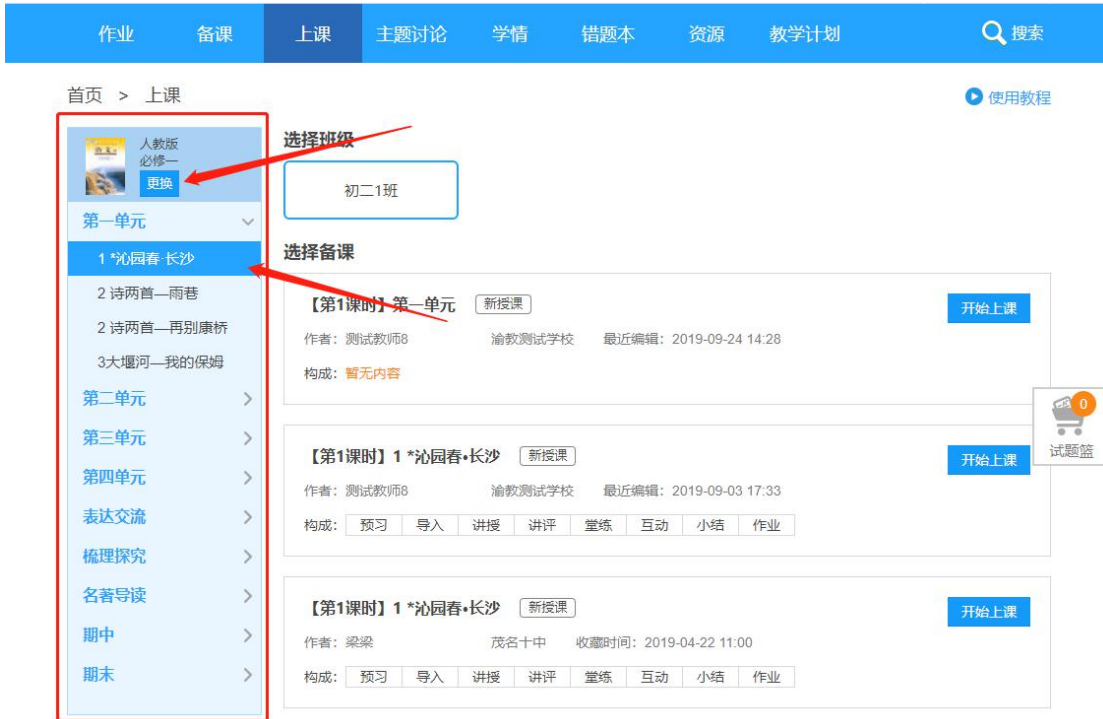 作业 备课 上课 主题讨论 学情 错题本 资源 教学计划 搜索
首页 > 上课
使用教程
人教版
必修一
更换
第一单元
1 *沁园春·长沙
2 诗两首—雨巷
2 诗两首—再别康桥
3大堰河—我的保姆
第二单元
第三单元
第四单元
表达交流
梳理探究
名著导读
期中
期末
选择班级
初二1班
选择备课
【第1课时】第一单元 新授课 开始上课
作者：测试教师8 渝教测试学校 最近编辑：2019-09-24 14:28
构成：暂无内容
【第1课时】1 *沁园春•长沙 新授课 开始上课
作者：测试教师8 渝教测试学校 最近编辑：2019-09-03 17:33
构成： 预习 导入 讲授 讲评 堂练 互动 小结 作业
【第1课时】1 *沁园春•长沙 新授课 开始上课
作者：梁梁 茂名十中 收藏时间：2019-04-22 11:00
构成： 预习 导入 讲授 讲评 堂练 互动 小结 作业
0
试题篮